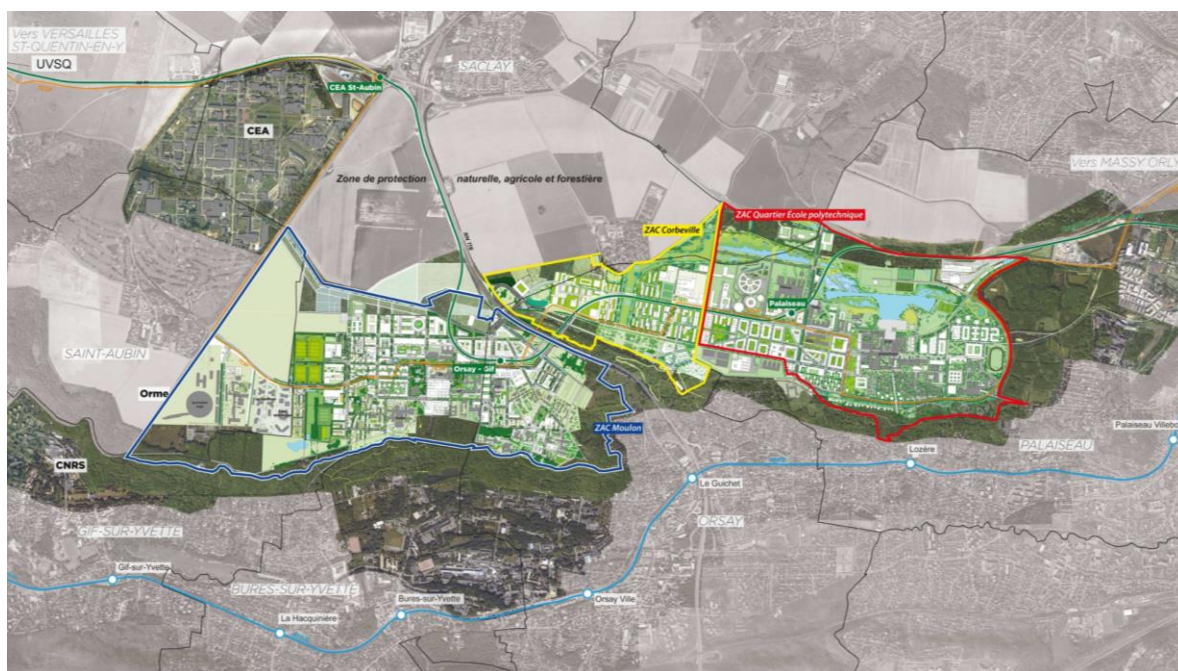 Vers VERSAILLES
ST-QUENTIN-EN-Y.
UVSQ
SACLAY
CEA St-Aubin
CEA
Vers MASSY ORLY
Zone de protection naturelle, agricole et forestière
ZAC Quartier École polytechnique
ZAC Corbeville
RN 118
Palaiseau
SAINT-AUBIN
Orsay - Gif
Orme
ZAC Moulon
CNRS
Palaiseau Villebo
PALAISEAU
Lozère
Le Guichet
ORSAY
GIF-SUR-YVETTE
Gif-sur-Yvette
BURES-SUR-YVETTE
Bures-sur-Yvette
Orsay Ville
La Hacquinière